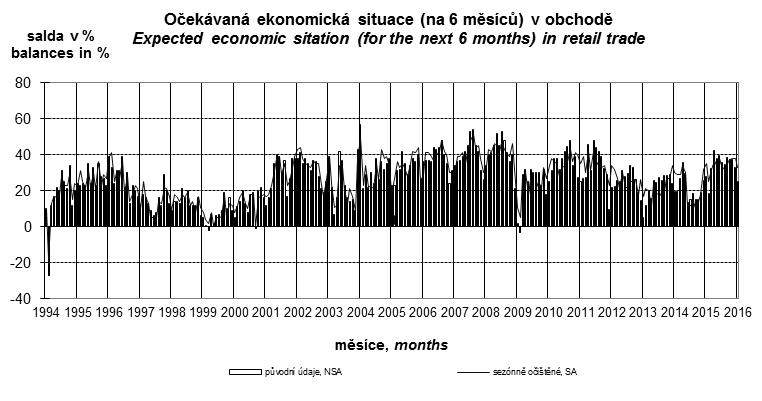 Očekávaná ekonomická situace (na 6 měsíců) v obchodě
Expected economic sitation (for the next 6 months) in retail trade
salda v %
balances in %
80
60
40
20
0
-20
-40
1994 1995 1996 1997 1998 1999 2000 2001 2002 2003 2004 2005 2006 2007 2008 2009 2010 2011 2012 2013 2014 2015 2016
měsíce, months
původní údaje, NSA
sezónně očištěné, SA